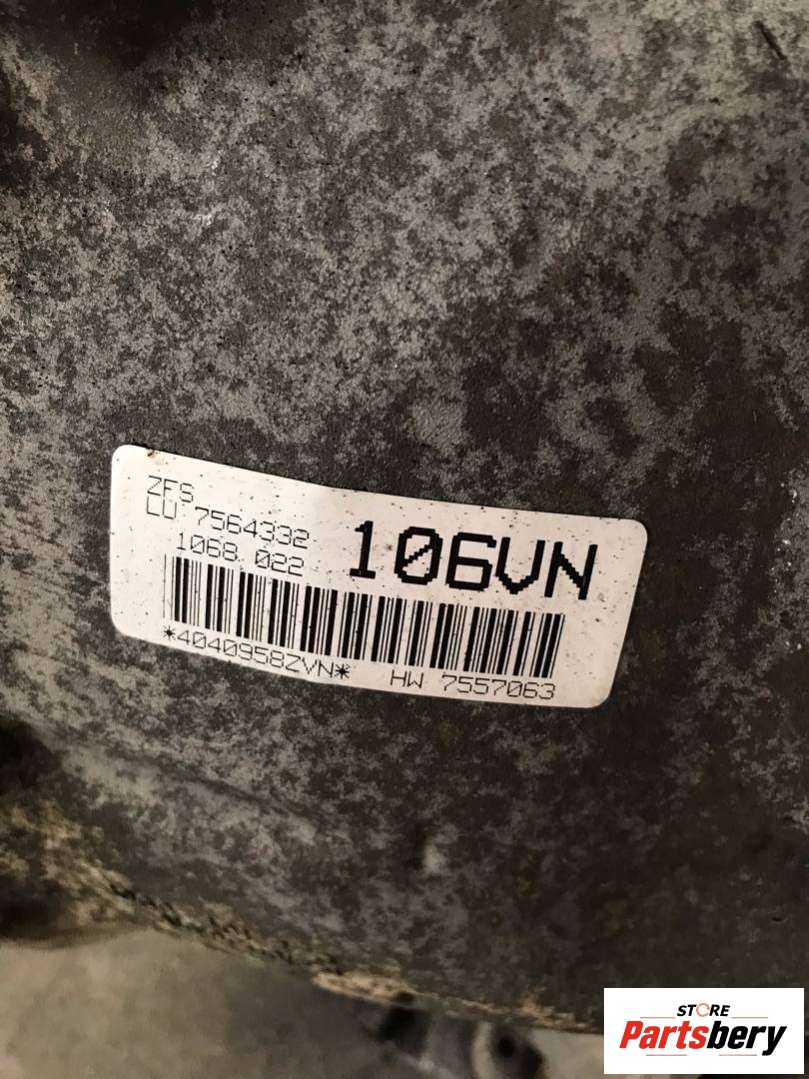 ZFS
LU 7564332
1068 022
106VN
*4040958ZVN* HW 7557063
STORE
Partsbery